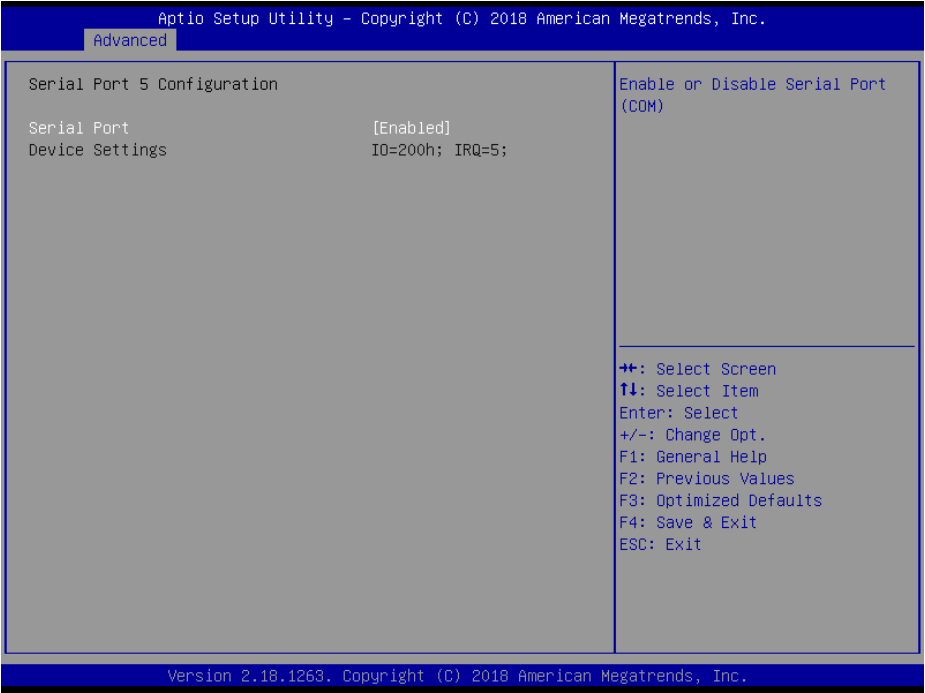 Aptio Setup Utility – Copyright (C) 2018 American Megatrends, Inc.
Advanced
Serial Port 5 Configuration
Serial Port [Enabled]
Device Settings IO=200h; IRQ=5;
Enable or Disable Serial Port
(COM)
→←: Select Screen
↑↓: Select Item
Enter: Select
+/-: Change Opt.
F1: General Help
F2: Previous Values
F3: Optimized Defaults
F4: Save & Exit
ESC: Exit
Version 2.18.1263. Copyright (C) 2018 American Megatrends, Inc.